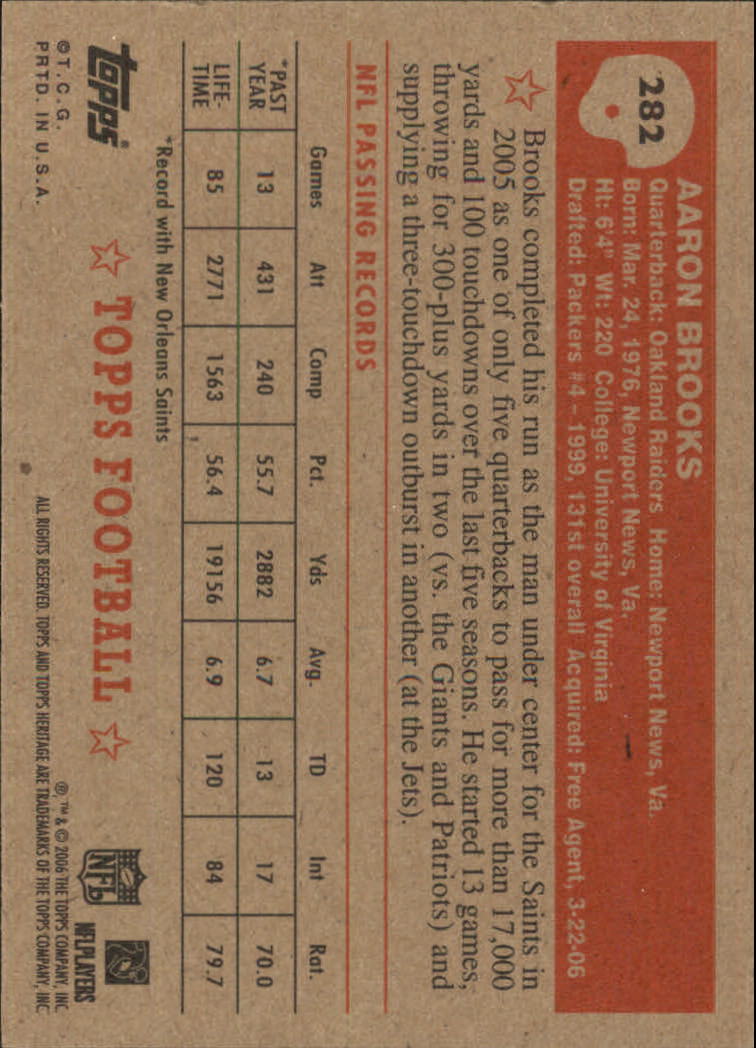 282
AARON BROOKS
Quarterback: Oakland Raiders Home: Newport News, Va.
Born: Mar. 24, 1976, Newport News, Va.
Ht: 6'4" Wt: 220 College: University of Virginia
Drafted: Packers #4 - 1999, 131st overall Acquired: Free Agent, 3-22-06
Brooks completed his run as the man under center for the Saints in
2005 as one of only five quarterbacks to pass for more than 17,000
yards and 100 touchdowns over the last five seasons. He started 13 games,
throwing for 300-plus yards in two (vs. the Giants and Patriots) and
supplying a three-touchdown outburst in another (at the Jets).
NFL PASSING RECORDS
Games Att Comp Pct. Yds Avg. TD Int Rat.
*PAST YEAR 13 431 240 55.7 2882 6.7 13 17 70.0
LIFE-TIME 85 2771 1563 56.4 19156 6.9 120 84 79.7
*Record with New Orleans Saints
topps®
© T.C.G.
PRTD. IN U.S.A.
TOPPS FOOTBALL
NFL
NFLPLAYERS
®, ™ & © 2006 THE TOPPS COMPANY, INC.
ALL RIGHTS RESERVED. TOPPS AND TOPPS HERITAGE ARE TRADEMARKS OF THE TOPPS COMPANY, INC.